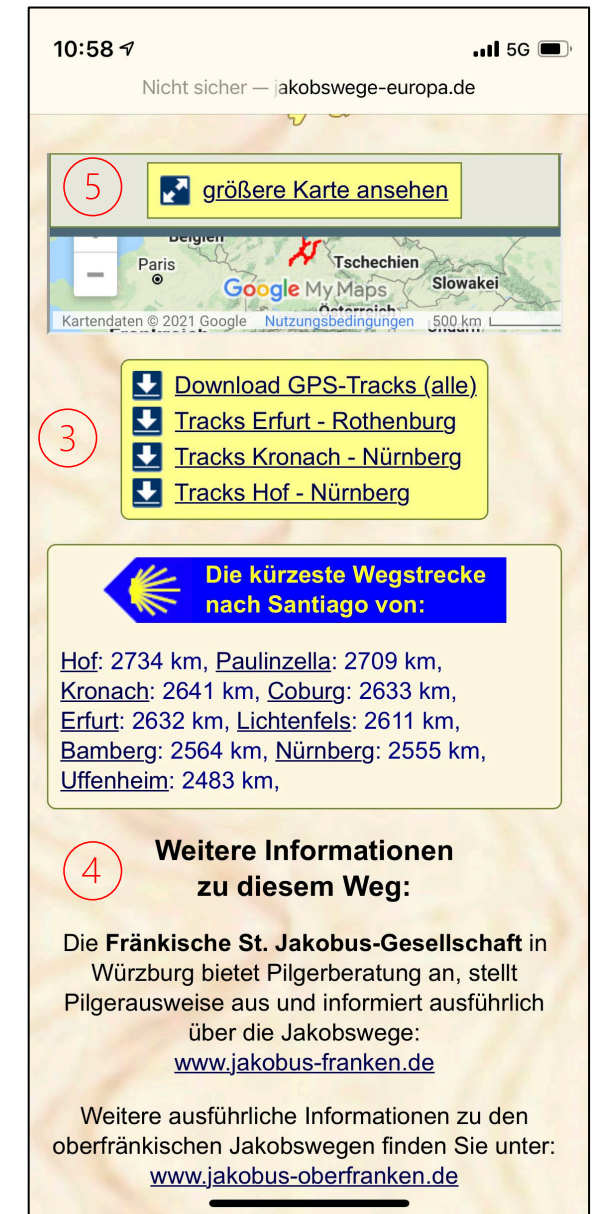 10:58
5G
Nicht sicher — jakobswege-europa.de
5
größere Karte ansehen
Belgien
Paris
Tschechien
Slowakei
Google My Maps
Österreich
Kartendaten © 2021 Google Nutzungsbedingungen 500 km
Frankreich
Ungarn
Download GPS-Tracks (alle)
3
Tracks Erfurt - Rothenburg
Tracks Kronach - Nürnberg
Tracks Hof - Nürnberg
Die kürzeste Wegstrecke
nach Santiago von:
Hof: 2734 km, Paulinzella: 2709 km,
Kronach: 2641 km, Coburg: 2633 km,
Erfurt: 2632 km, Lichtenfels: 2611 km,
Bamberg: 2564 km, Nürnberg: 2555 km,
Uffenheim: 2483 km,
4
Weitere Informationen
zu diesem Weg:
Die Fränkische St. Jakobus-Gesellschaft in
Würzburg bietet Pilgerberatung an, stellt
Pilgerausweise aus und informiert ausführlich
über die Jakobswege:
www.jakobus-franken.de
Weitere ausführliche Informationen zu den
oberfränkischen Jakobswegen finden Sie unter:
www.jakobus-oberfranken.de